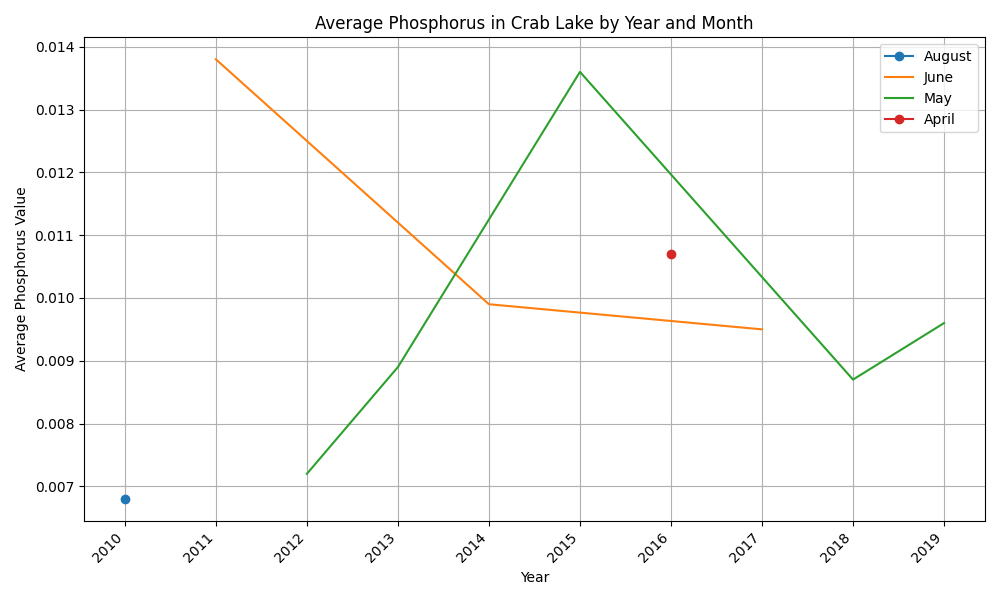 Average Phosphorus in Crab Lake by Year and Month
August
June
May
April
Average Phosphorus Value
0.014
0.013
0.012
0.011
0.010
0.009
0.008
0.007
2010
2011
2012
2013
2014
2015
2016
2017
2018
2019
Year